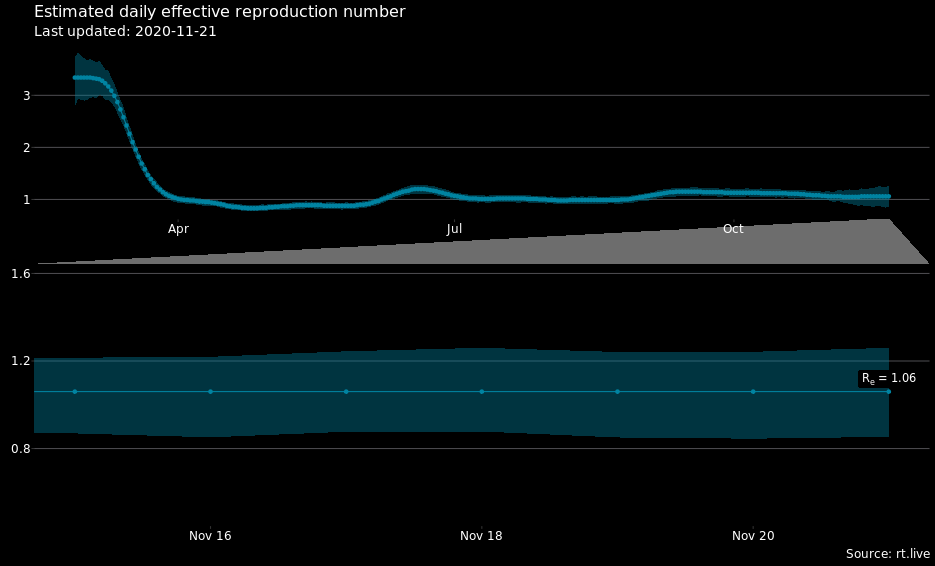 Estimated daily effective reproduction number
Last updated: 2020-11-21
3
2
1
Apr Jul Oct
1.6
1.2
Re = 1.06
0.8
Nov 16 Nov 18 Nov 20
Source: rt.live